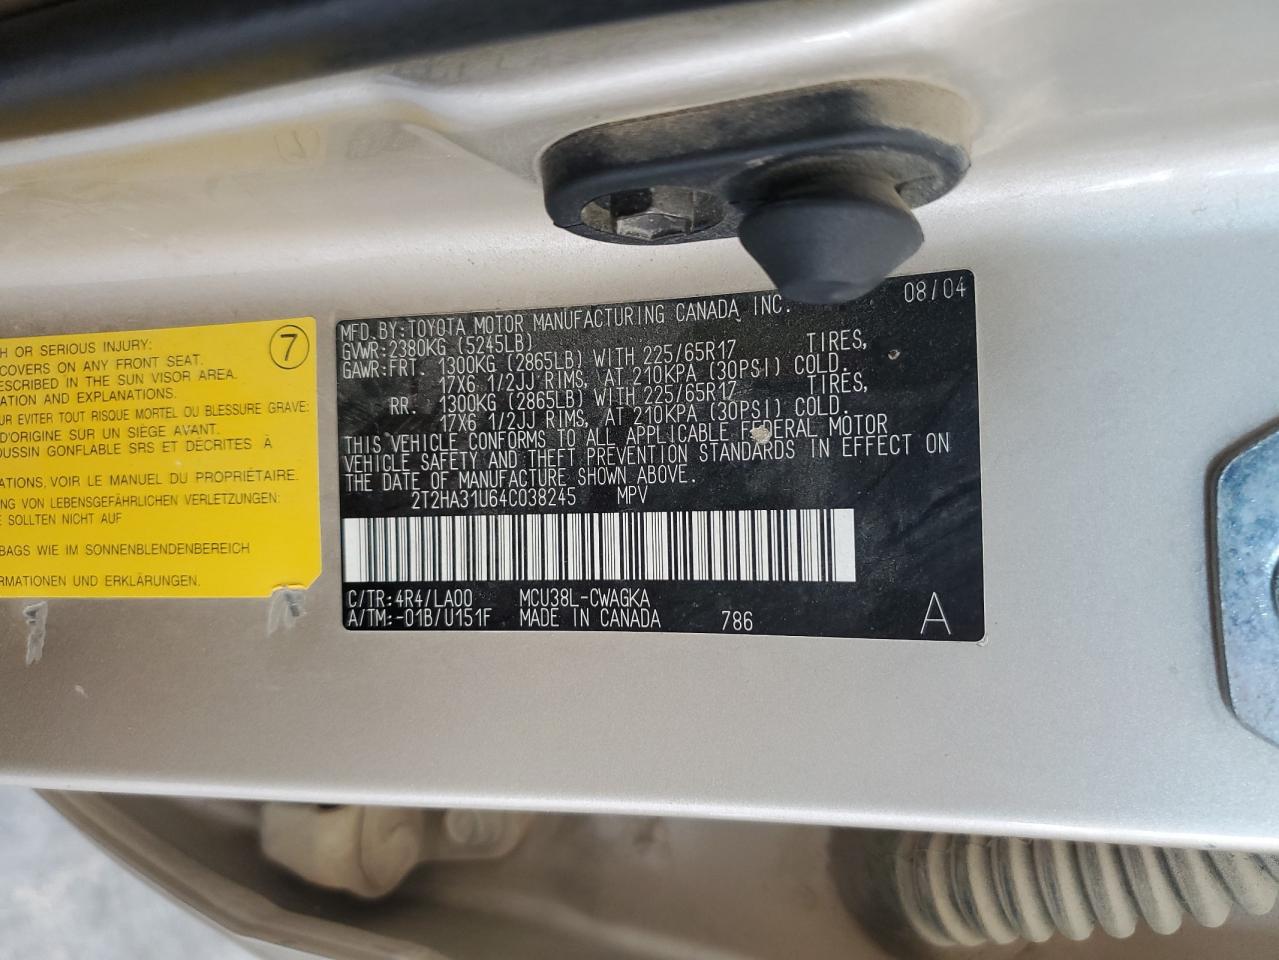 H OR SERIOUS INJURY:
7
COVERS ON ANY FRONT SEAT.
ESCRIBED IN THE SUN VISOR AREA.
ATION AND EXPLANATIONS.
UR EVITER TOUT RISQUE MORTEL OU BLESSURE GRAVE:
D'ORIGINE SUR UN SIÈGE AVANT.
OUSSIN GONFLABLE SRS ET DÉCRITES À
ATIONS, VOIR LE MANUEL DU PROPRIÉTAIRE.
NG VON LEBENSGEFÄHRLICHEN VERLETZUNGEN:
E SOLLTEN NICHT AUF
BAGS WIE IM SONNENBLENDENBEREICH
RMATIONEN UND ERKLÄRUNGEN.
08/04
MFD.BY:TOYOTA MOTOR MANUFACTURING CANADA INC.
GVWR:2380KG (5245LB)
GAWR:FRT. 1300KG (2865LB) WITH 225/65R17 TIRES,
17X6 1/2JJ RIMS, AT 210KPA (30PSI) COLD.
RR. 1300KG (2865LB) WITH 225/65R17 TIRES,
17X6 1/2JJ RIMS, AT 210KPA (30PSI) COLD.
THIS VEHICLE CONFORMS TO ALL APPLICABLE FEDERAL MOTOR
VEHICLE SAFETY AND THEFT PREVENTION STANDARDS IN EFFECT ON
THE DATE OF MANUFACTURE SHOWN ABOVE.
2T2HA31U64C038245 MPV
C/TR:4R4/LA00 MCU38L-CWAGKA
A/TM:-01B/U151F MADE IN CANADA 786 A